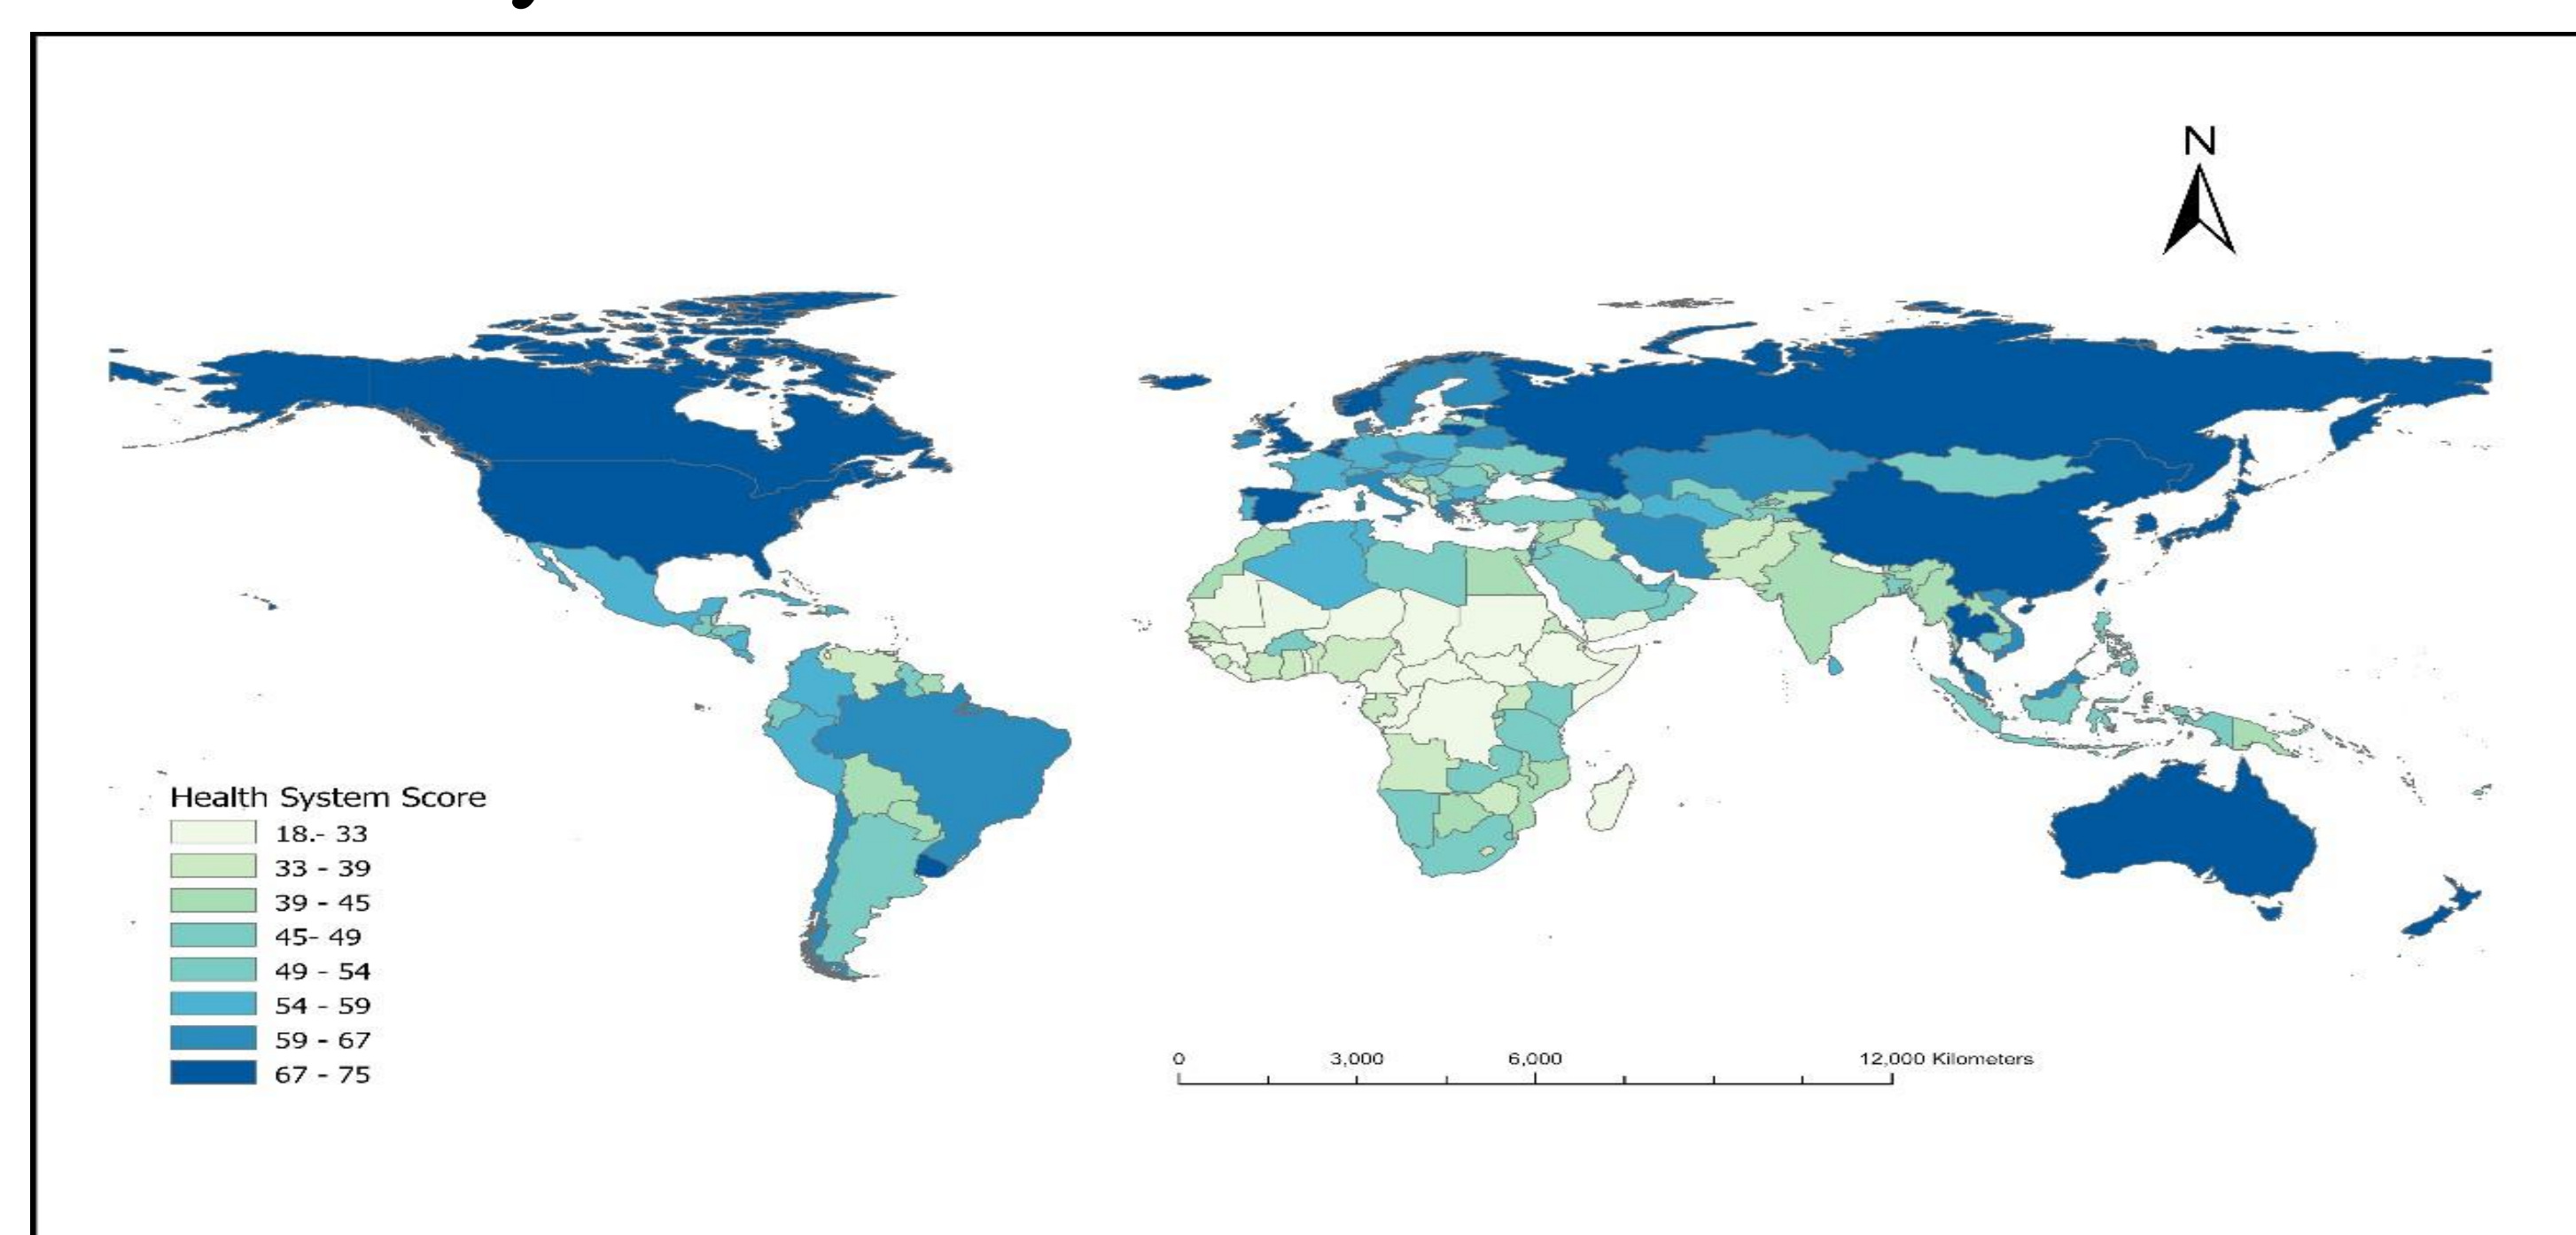 N
Health System Score
18.- 33
33 - 39
39 - 45
45- 49
49 - 54
54 - 59
59 - 67
67 - 75
0 3,000 6,000 12,000 Kilometers